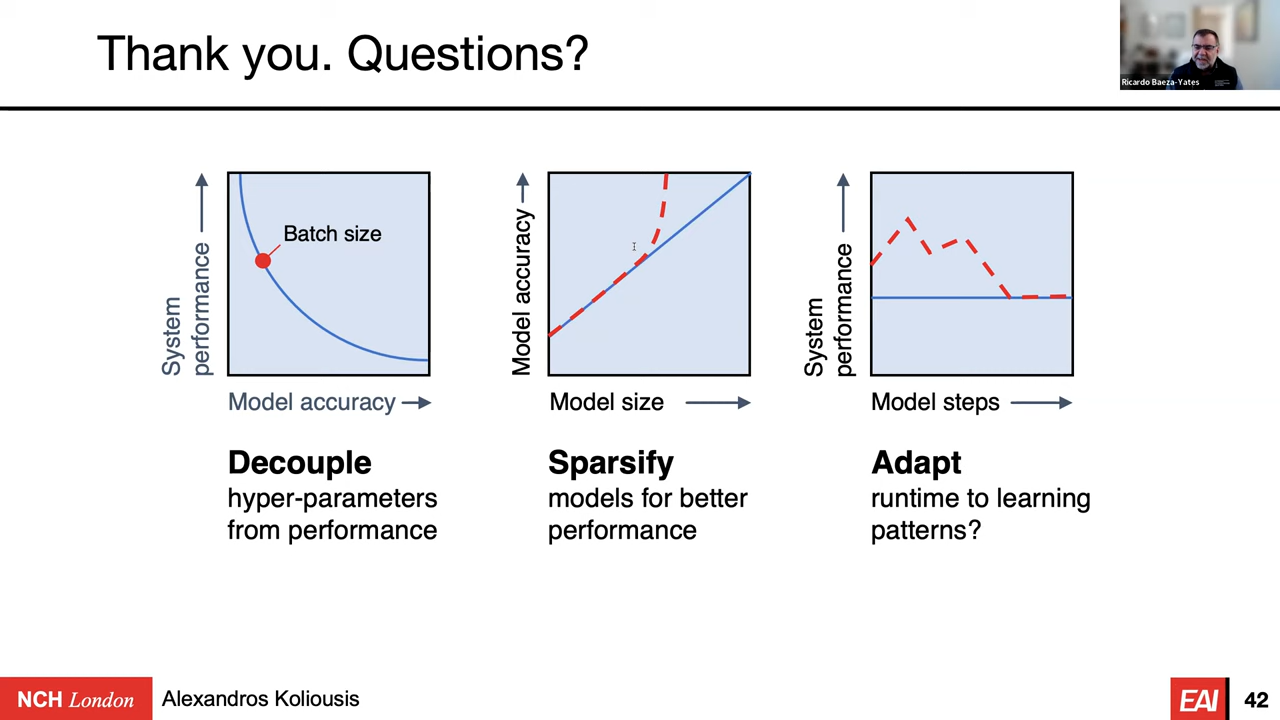 Thank you. Questions?
Ricardo Baeza-Yates
System
performance
Batch size
Model accuracy
Decouple
hyper-parameters
from performance
Model accuracy
Model size
Sparsify
models for better
performance
System
performance
Model steps
Adapt
runtime to learning
patterns?
NCH London
Alexandros Koliousis
EAI
42